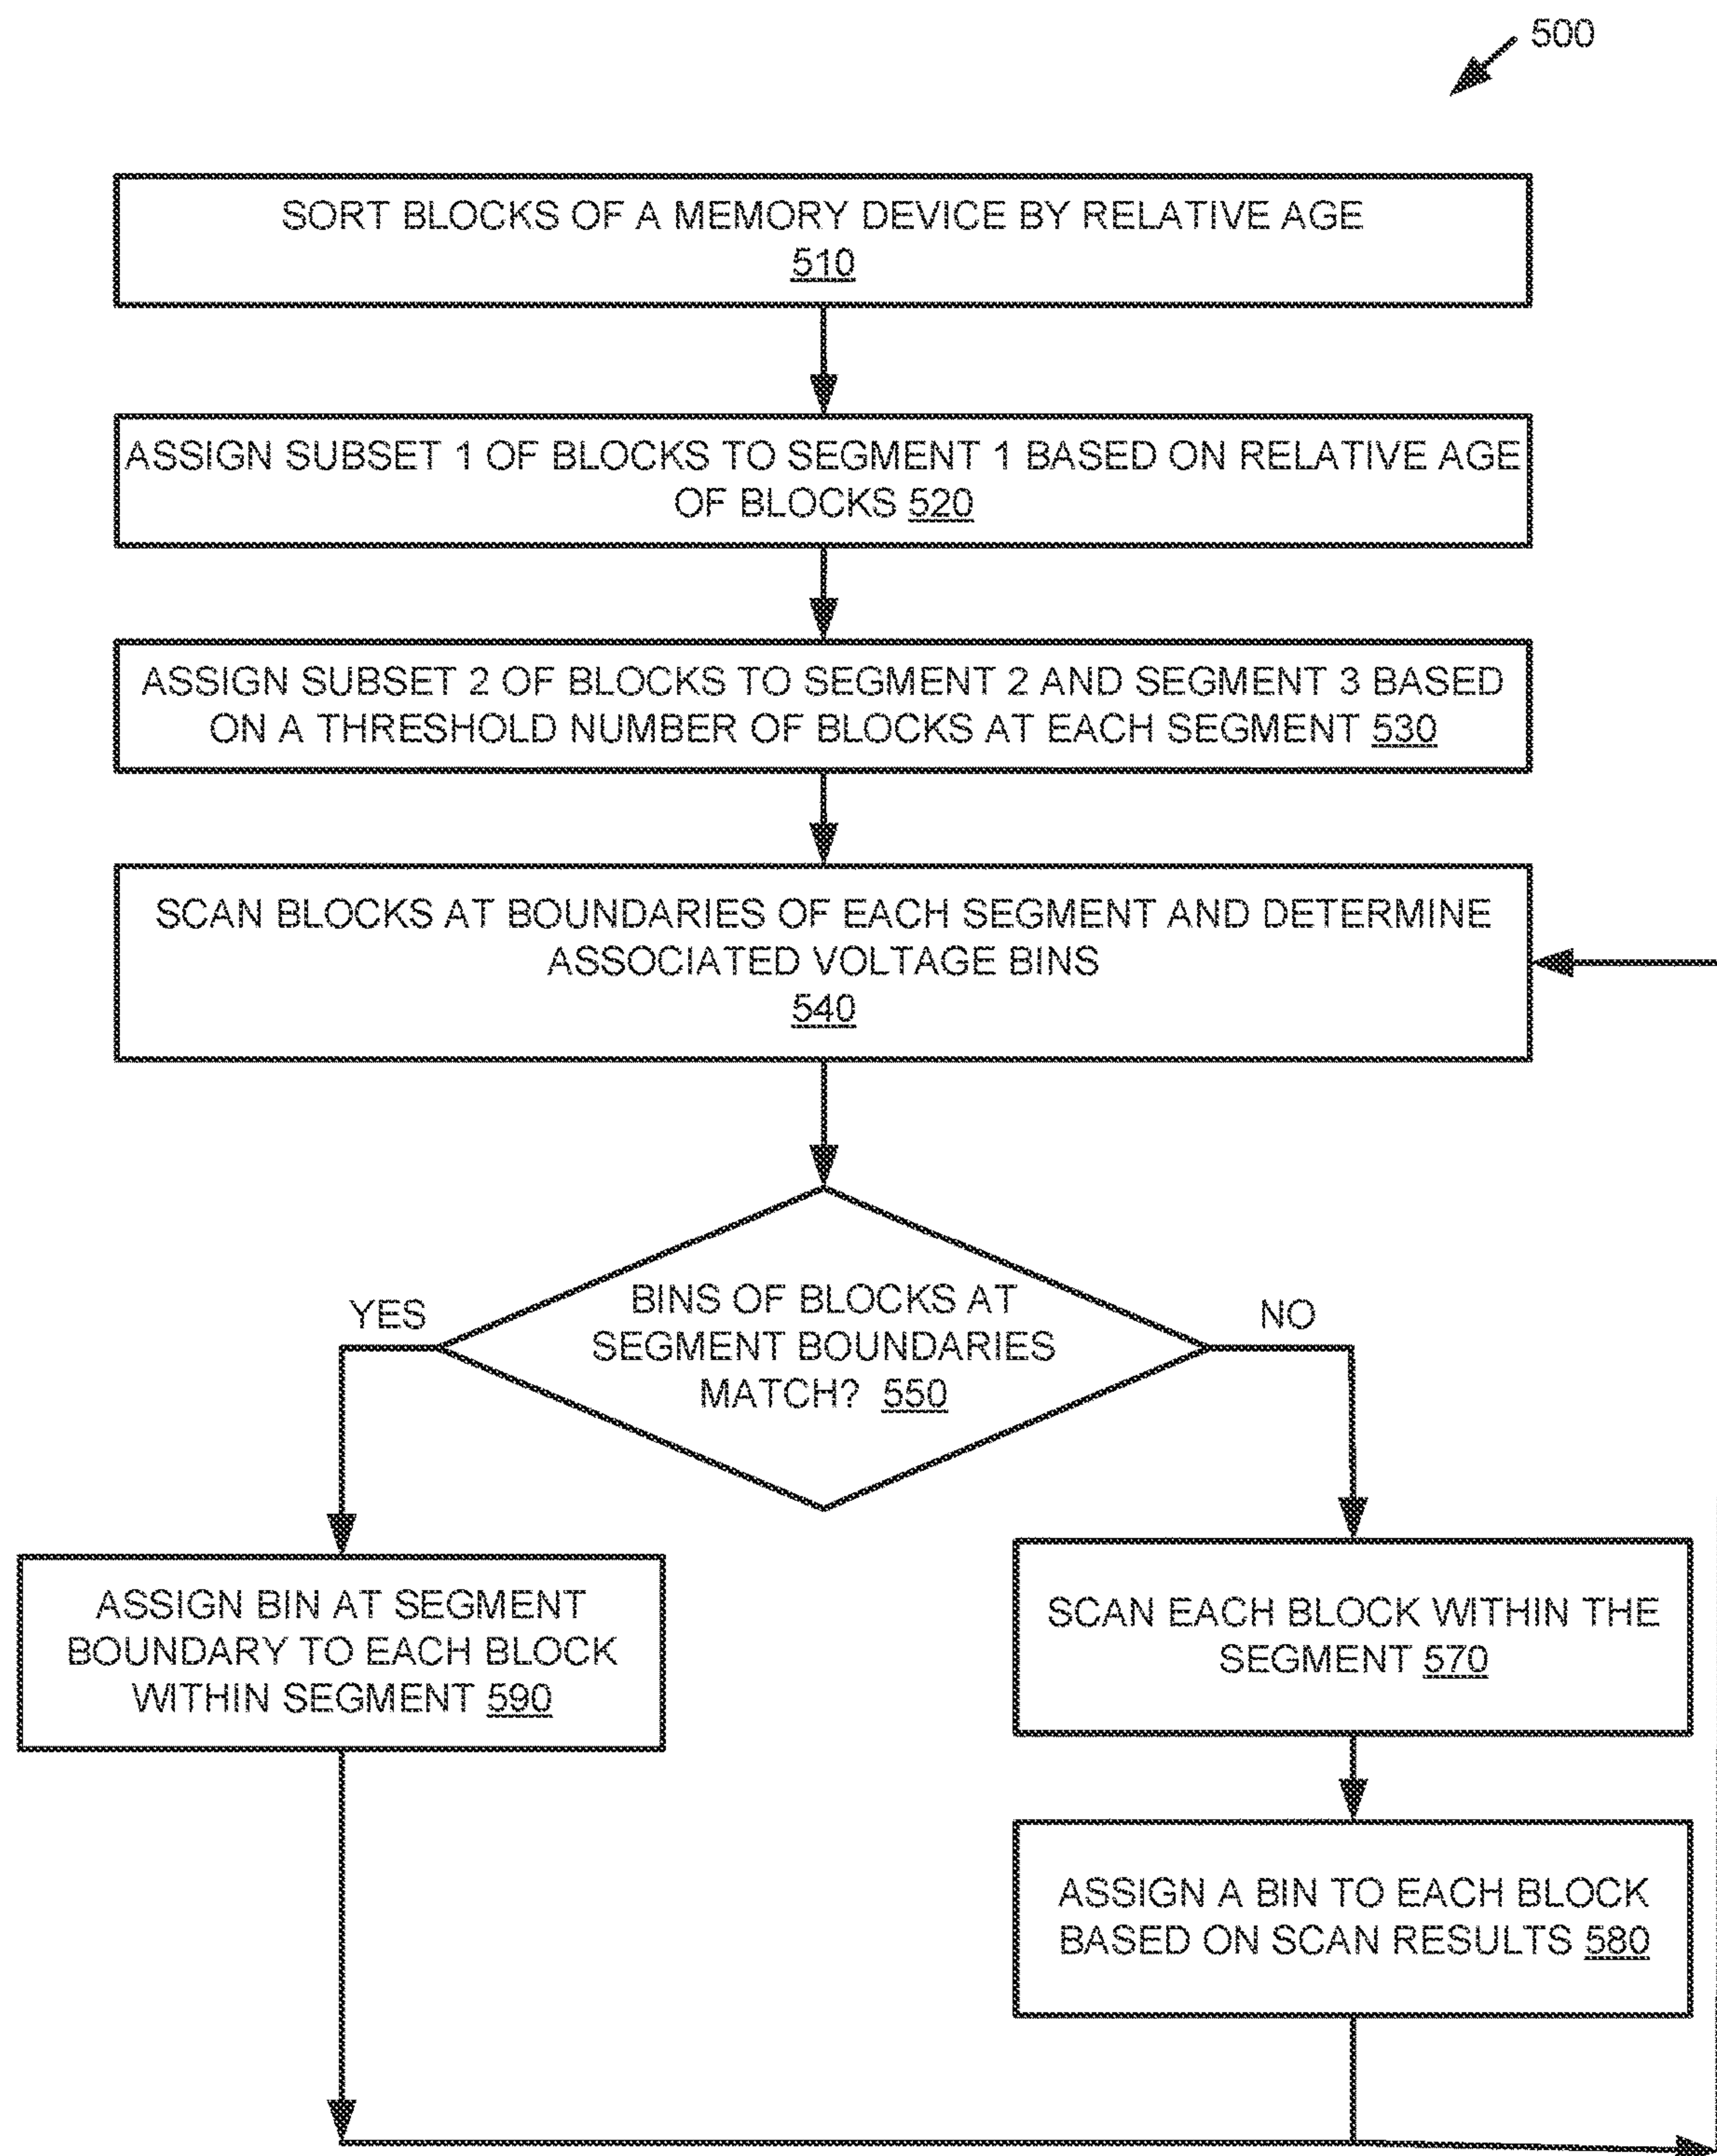 500
SORT BLOCKS OF A MEMORY DEVICE BY RELATIVE AGE
510
ASSIGN SUBSET 1 OF BLOCKS TO SEGMENT 1 BASED ON RELATIVE AGE
OF BLOCKS 520
ASSIGN SUBSET 2 OF BLOCKS TO SEGMENT 2 AND SEGMENT 3 BASED
ON A THRESHOLD NUMBER OF BLOCKS AT EACH SEGMENT 530
SCAN BLOCKS AT BOUNDARIES OF EACH SEGMENT AND DETERMINE
ASSOCIATED VOLTAGE BINS
540
BINS OF BLOCKS AT
SEGMENT BOUNDARIES
MATCH? 550
YES
NO
ASSIGN BIN AT SEGMENT
BOUNDARY TO EACH BLOCK
WITHIN SEGMENT 590
SCAN EACH BLOCK WITHIN THE
SEGMENT 570
ASSIGN A BIN TO EACH BLOCK
BASED ON SCAN RESULTS 580